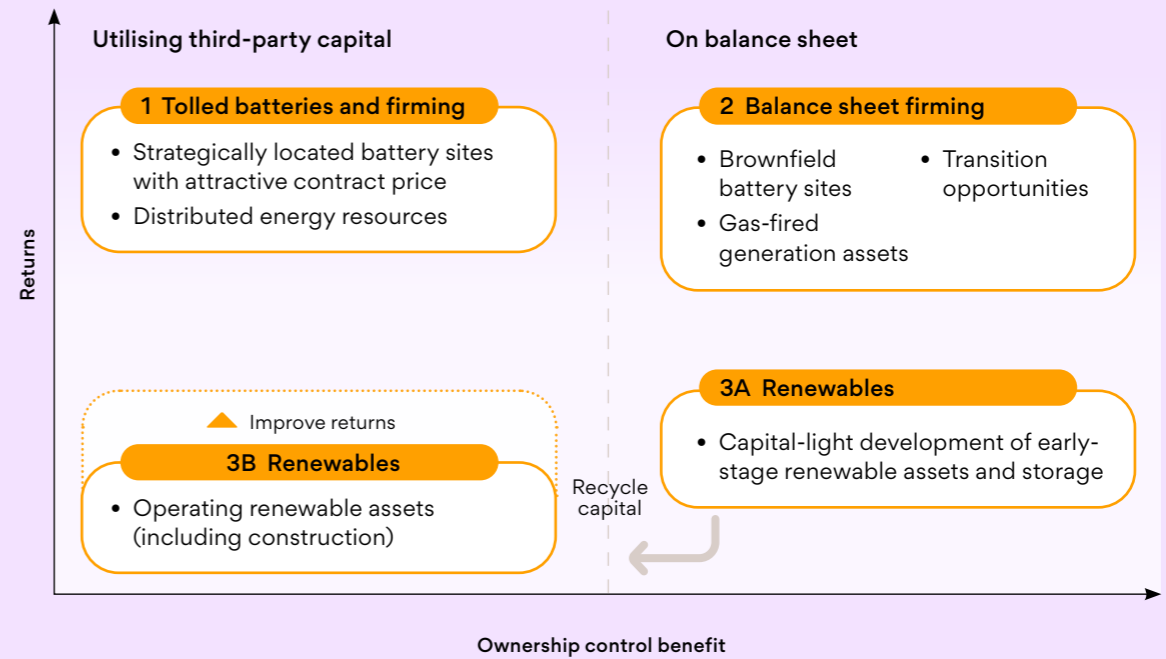 Utilising third-party capital
On balance sheet
1 Tolled batteries and firming
• Strategically located battery sites
with attractive contract price
• Distributed energy resources
2 Balance sheet firming
• Brownfield
battery sites
• Gas-fired
generation assets
• Transition
opportunities
Returns
Improve returns
3B Renewables
• Operating renewable assets
(including construction)
3A Renewables
• Capital-light development of early-
stage renewable assets and storage
Recycle
capital
Ownership control benefit